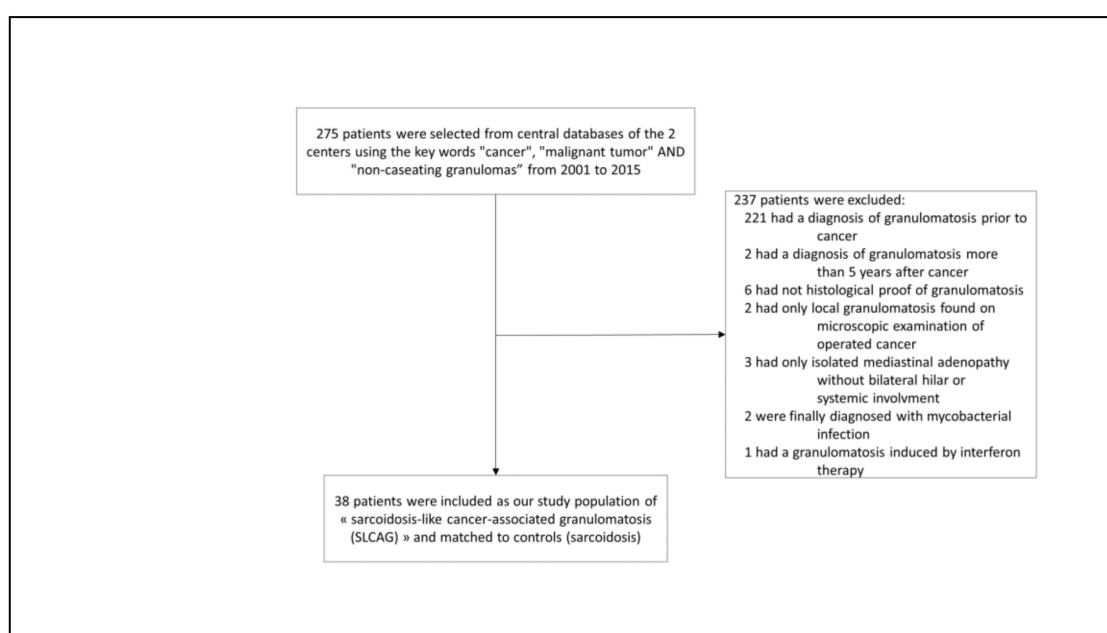 275 patients were selected from central databases of the 2
centers using the key words "cancer", "malignant tumor" AND
"non-caseating granulomas” from 2001 to 2015
237 patients were excluded:
221 had a diagnosis of granulomatosis prior to
cancer
2 had a diagnosis of granulomatosis more
than 5 years after cancer
6 had not histological proof of granulomatosis
2 had only local granulomatosis found on
microscopic examination of
operated cancer
3 had only isolated mediastinal adenopathy
without bilateral hilar or
systemic involvment
2 were finally diagnosed with mycobacterial
infection
1 had a granulomatosis induced by interferon
therapy
38 patients were included as our study population of
« sarcoidosis-like cancer-associated granulomatosis
(SLCAG) » and matched to controls (sarcoidosis)